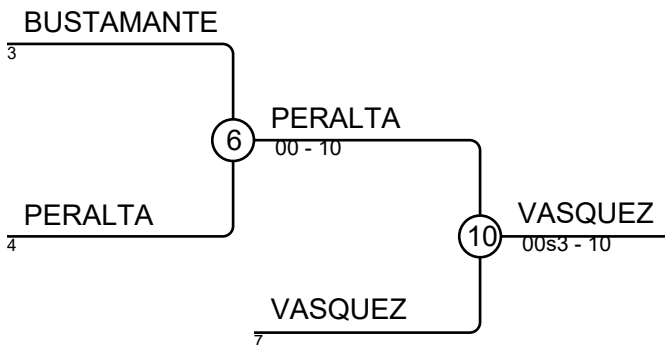 BUSTAMANTE
3
6
PERALTA
00 - 10
PERALTA
4
10
VASQUEZ
00s3 - 10
VASQUEZ
7